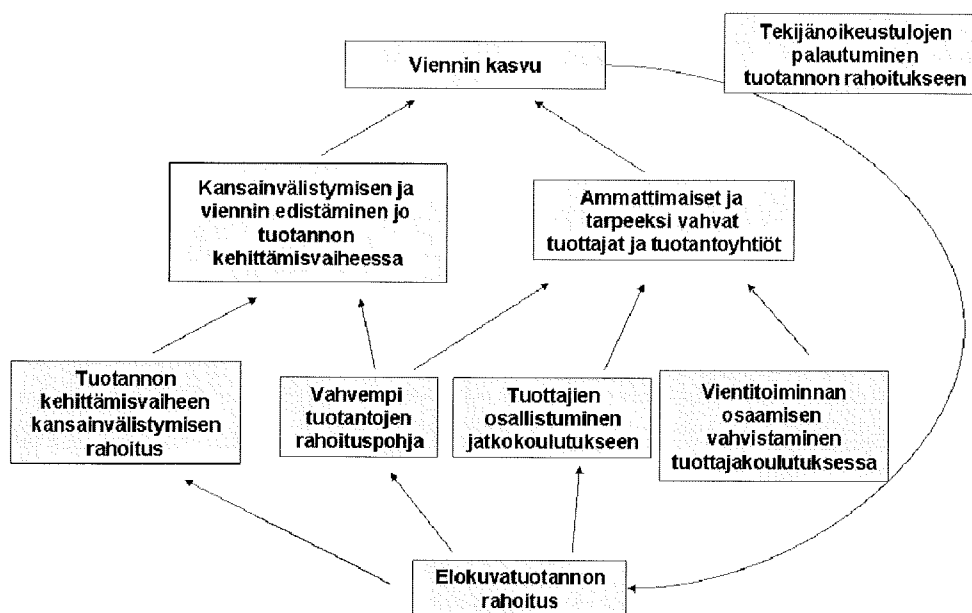 Viennin kasvu
Tekijänoikeustulojen
palautuminen
tuotannon rahoitukseen
Kansainvälistymisen ja
viennin edistäminen jo
tuotannon
kehittämisvaiheessa
Ammattimaiset ja
tarpeeksi vahvat
tuottajat ja tuotantoyhtiöt
Tuotannon
kehittämisvaiheen
kansainvälistymisen
rahoitus
Vahvempi
tuotantojen
rahoituspohja
Tuottajien
osallistuminen
jatkokoulutukseen
Vientitoiminnan
osaamisen
vahvistaminen
tuottajakoulutuksessa
Elokuvatuotannon
rahoitus